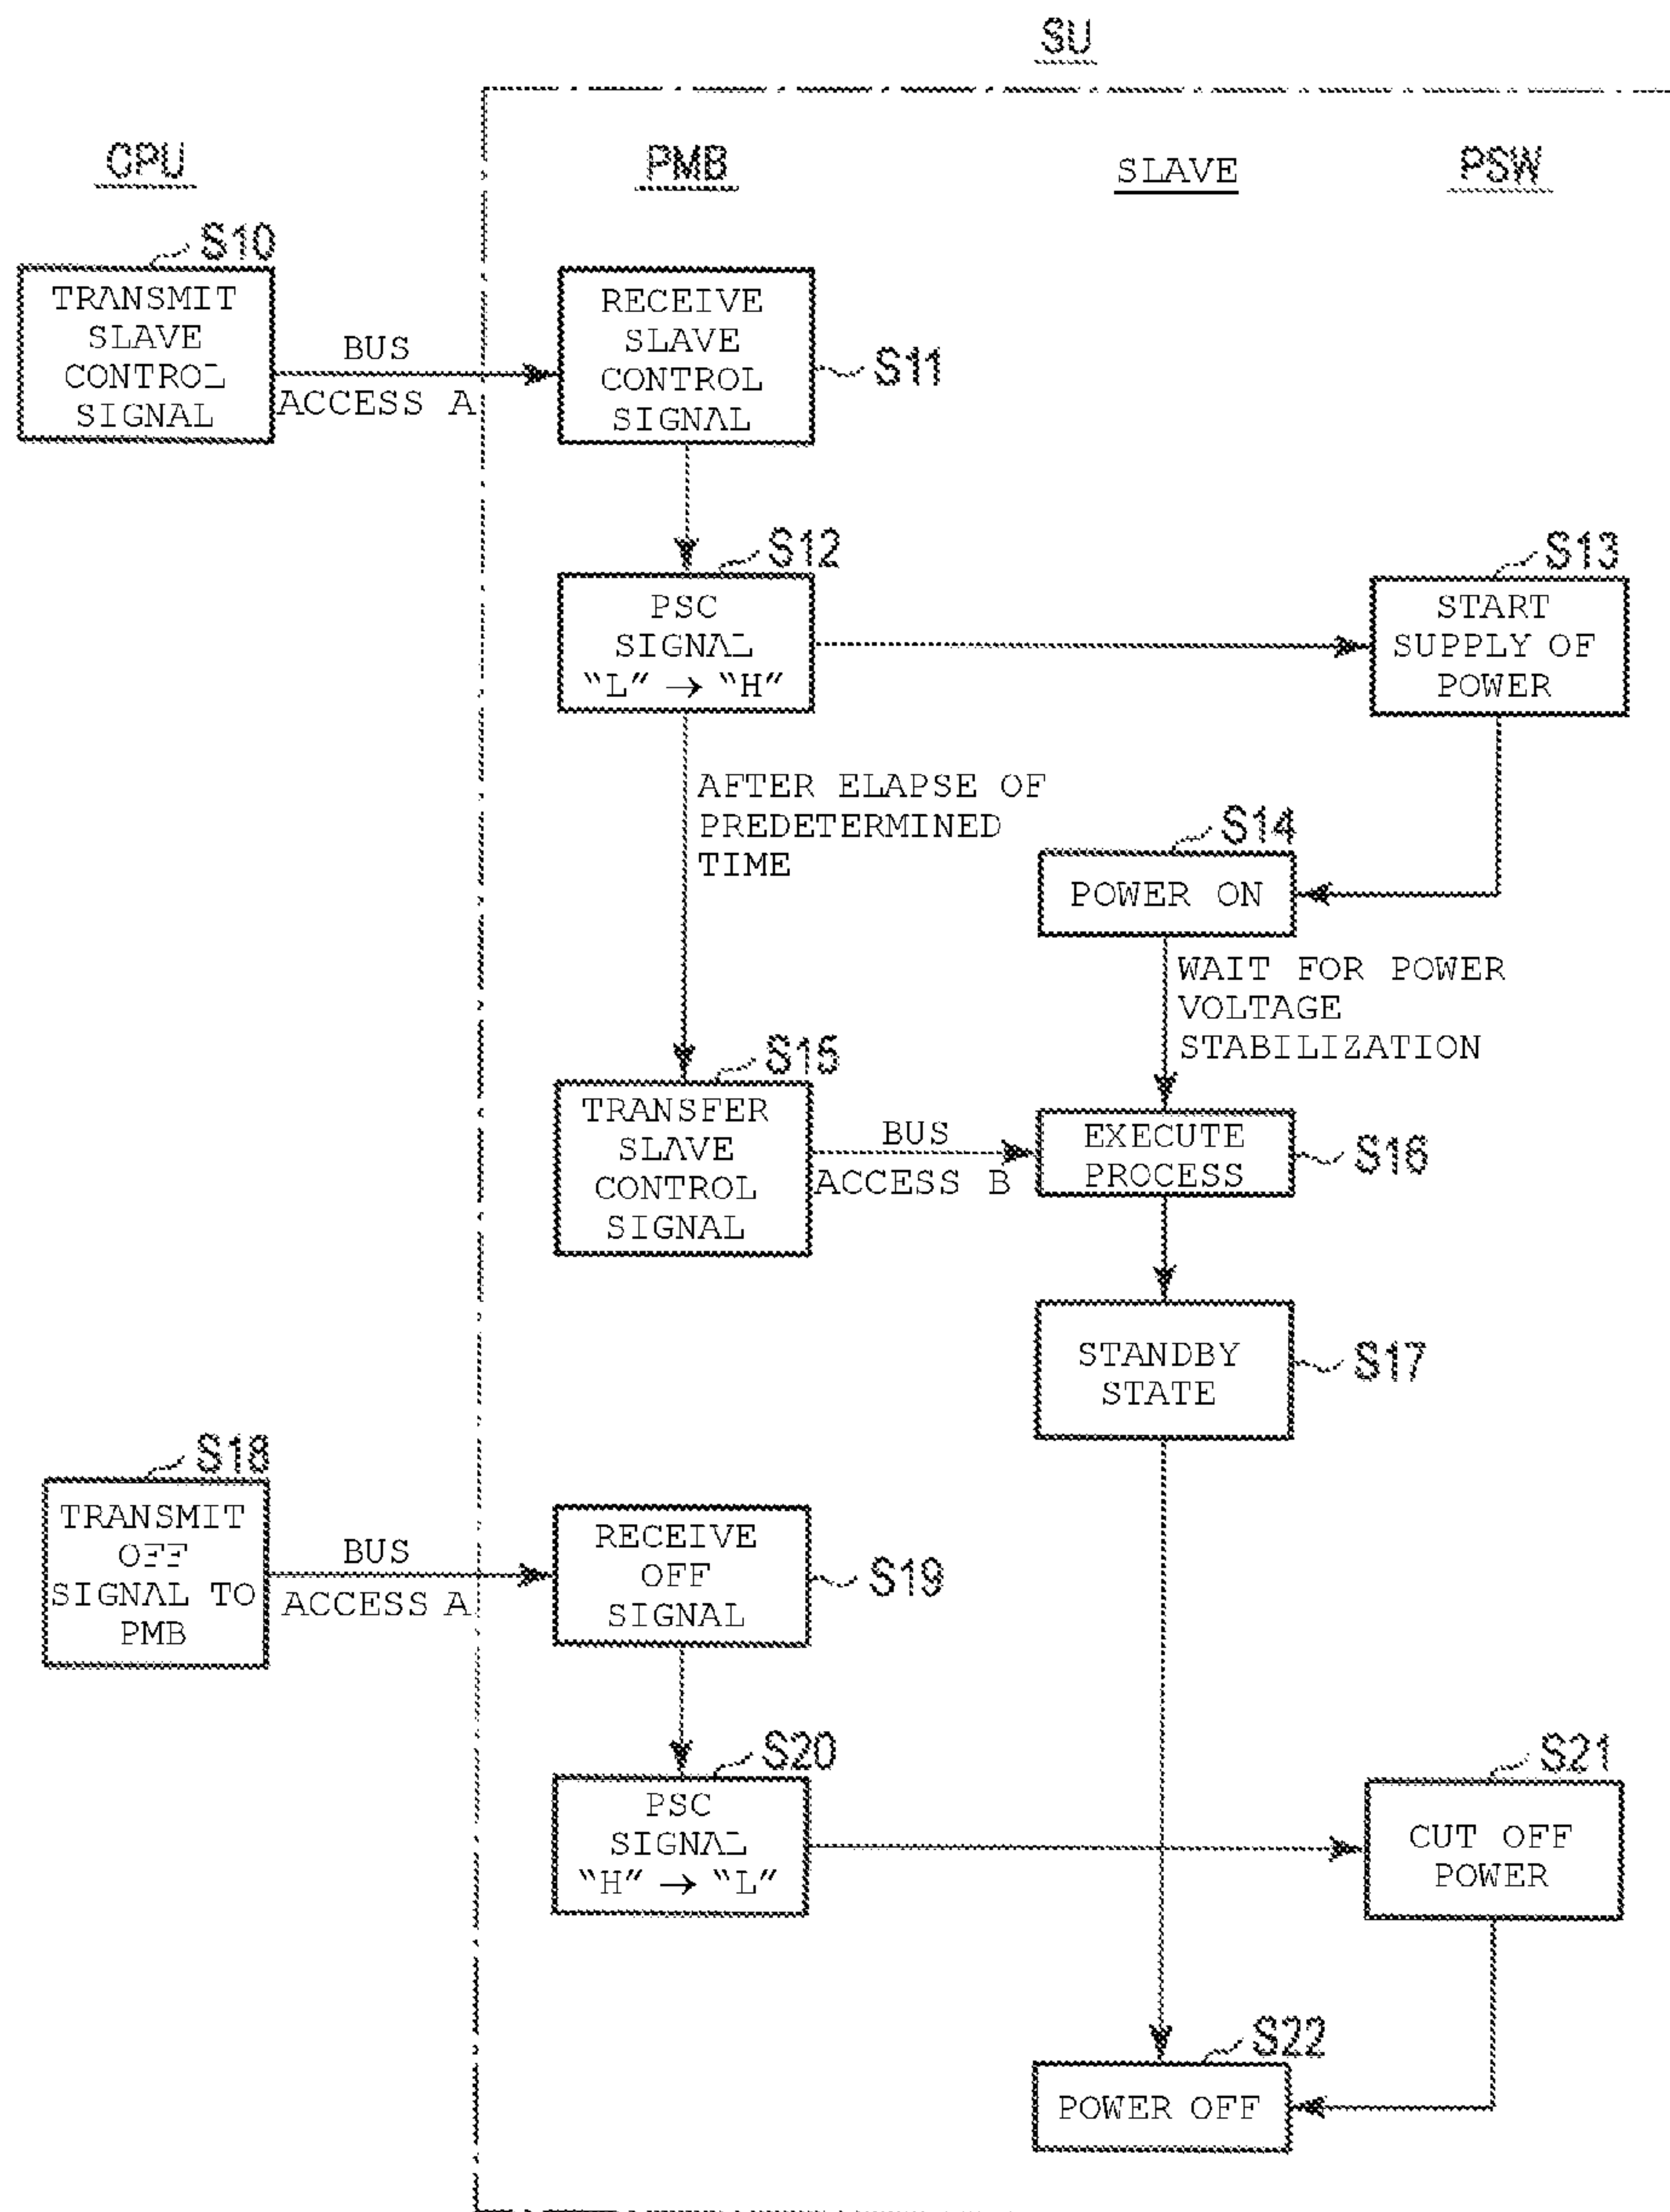 SU
CPU
PMB
SLAVE
PSW
S10
TRANSMIT
SLAVE
CONTROL
SIGNAL
BUS
ACCESS A
RECEIVE
SLAVE
CONTROL
SIGNAL
S11
S12
PSC
SIGNAL
“L” → “H”
S13
START
SUPPLY OF
POWER
AFTER ELAPSE OF
PREDETERMINED
TIME
S14
POWER ON
WAIT FOR POWER
VOLTAGE
STABILIZATION
S15
TRANSFER
SLAVE
CONTROL
SIGNAL
BUS
ACCESS B
EXECUTE
PROCESS
S16
STANDBY
STATE
S17
S18
TRANSMIT
OFF
SIGNAL TO
PMB
BUS
ACCESS A
RECEIVE
OFF
SIGNAL
S19
S20
PSC
SIGNAL
“H” → “L”
S21
CUT OFF
POWER
S22
POWER OFF